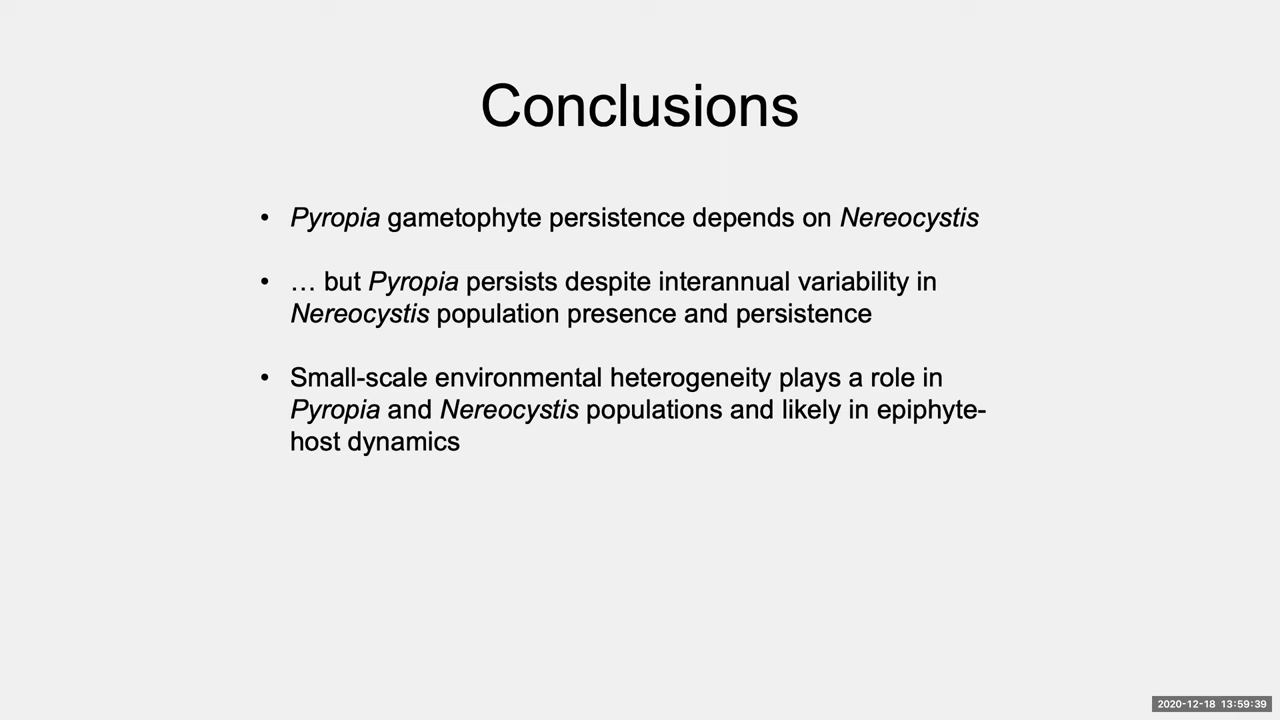 Conclusions
• Pyropia gametophyte persistence depends on Nereocystis
• … but Pyropia persists despite interannual variability in
Nereocystis population presence and persistence
• Small-scale environmental heterogeneity plays a role in
Pyropia and Nereocystis populations and likely in epiphyte-
host dynamics
2020-12-18 13:59:39